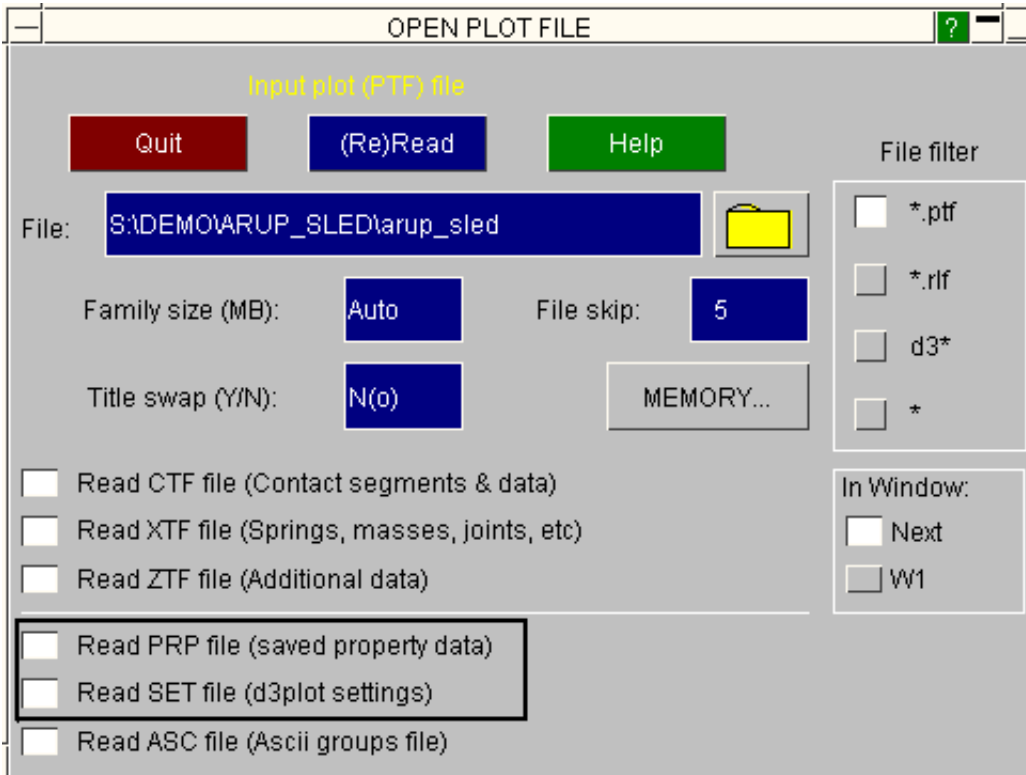 OPEN PLOT FILE ?
Input plot (PTF) file
Quit (Re)Read Help
File filter
File: S:\DEMO\ARUP_SLED\arup_sled
*.ptf
*.rlf
Family size (MB): Auto File skip: 5
d3*
Title swap (Y/N): N(o) MEMORY...
*
Read CTF file (Contact segments & data)
In Window:
Read XTF file (Springs, masses, joints, etc)
Next
Read ZTF file (Additional data)
W1
Read PRP file (saved property data)
Read SET file (d3plot settings)
Read ASC file (Ascii groups file)